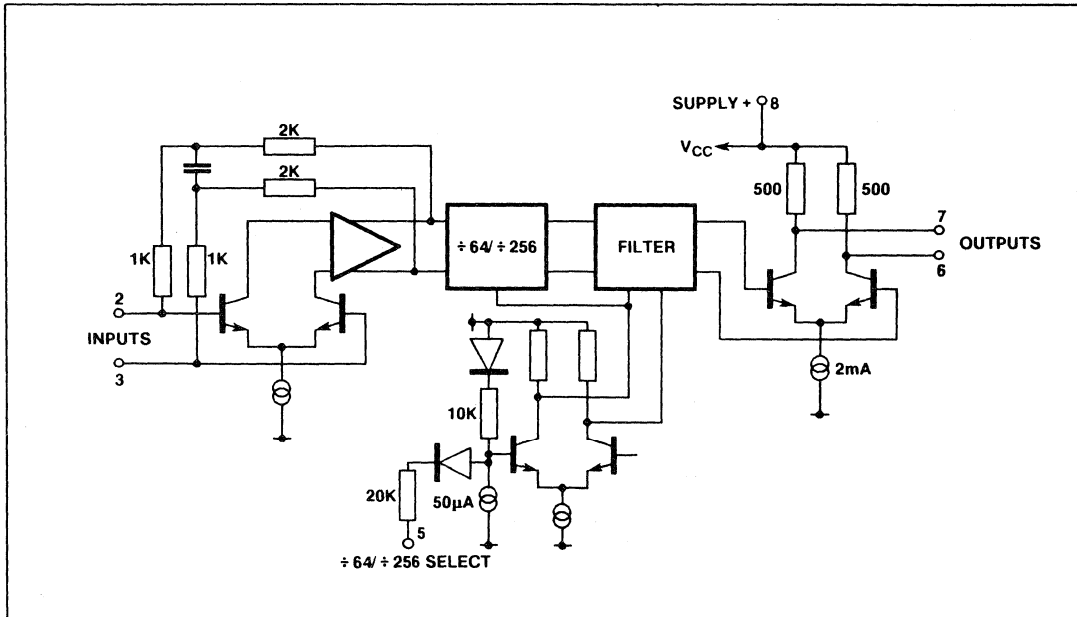 SUPPLY + 8
2K
VCC
2K
500
500
7
÷ 64/ ÷ 256
FILTER
OUTPUTS
1K
1K
6
2
INPUTS
3
2mA
10K
20K
50μA
5
÷ 64/ ÷ 256 SELECT